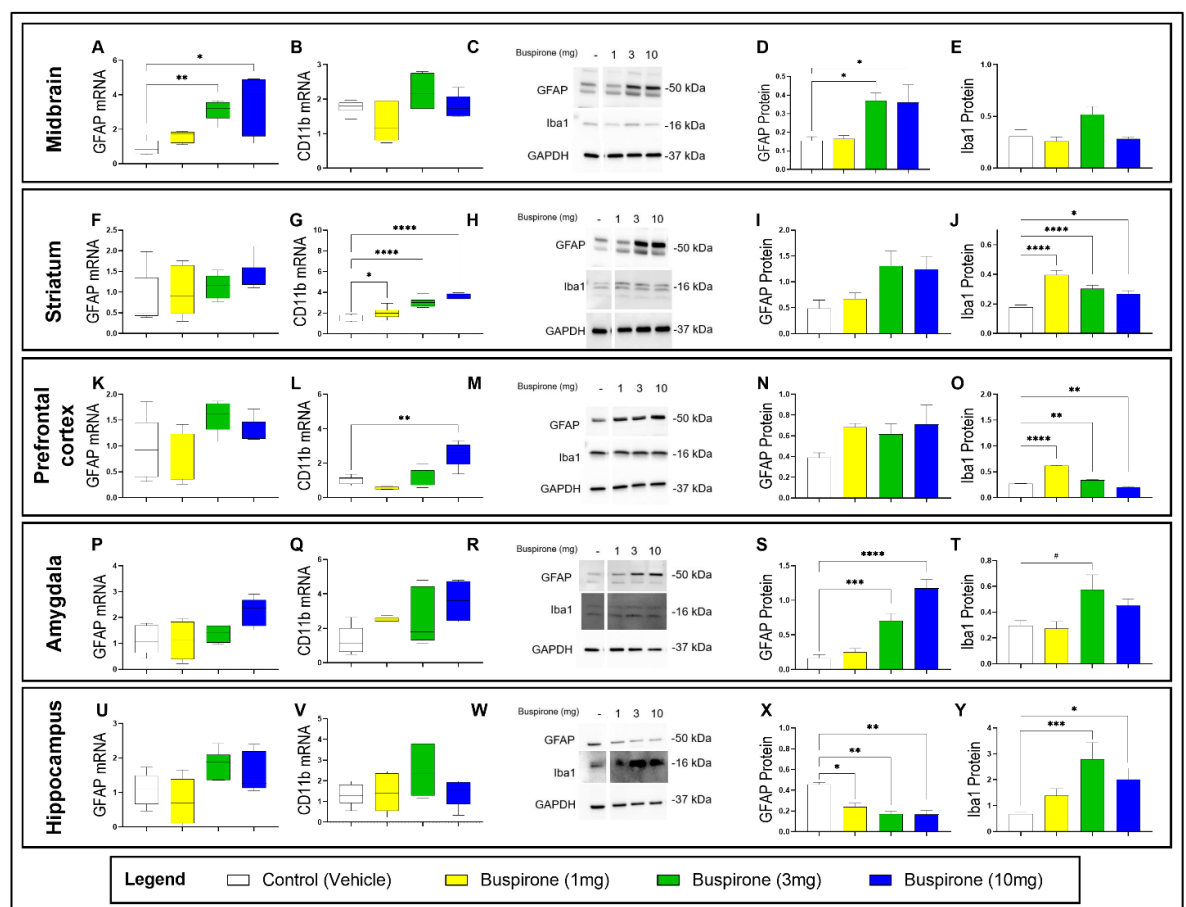 Midbrain
A
GFAP mRNA
6
4
2
0
*
**
B
CD11b mRNA
3
2
1
0
C
Buspirone (mg) - 1 3 10
GFAP -50 kDa
Iba1 -16 kDa
GAPDH -37 kDa
D
GFAP Protein
0.5
0.4
0.3
0.2
0.1
0.0
*
*
E
Iba1 Protein
1.0
0.5
0.0
Striatum
F
GFAP mRNA
2.5
2.0
1.5
1.0
0.5
0.0
G
CD11b mRNA
10
8
6
4
2
0
****
****
*
H
Buspirone (mg) - 1 3 10
GFAP -50 kDa
Iba1 -16 kDa
GAPDH -37 kDa
I
GFAP Protein
2.0
1.5
1.0
0.5
0.0
J
Iba1 Protein
0.8
0.6
0.4
0.2
0.0
*
****
****
Prefrontal
cortex
K
GFAP mRNA
2.0
1.5
1.0
0.5
0.0
L
CD11b mRNA
6
4
2
0
**
M
Buspirone (mg) - 1 3 10
GFAP -50 kDa
Iba1 -16 kDa
GAPDH -37 kDa
N
GFAP Protein
1.0
0.8
0.6
0.4
0.2
0.0
O
Iba1 Protein
2.0
1.5
1.0
0.5
0.0
**
**
****
Amygdala
P
GFAP mRNA
4
3
2
1
0
Q
CD11b mRNA
6
4
2
0
R
Buspirone (mg) - 1 3 10
GFAP -50 kDa
Iba1 -16 kDa
GAPDH -37 kDa
S
GFAP Protein
1.5
1.0
0.5
0.0
****
***
T
Iba1 Protein
0.8
0.6
0.4
0.2
0.0
#
Hippocampus
U
GFAP mRNA
3
2
1
0
V
CD11b mRNA
5
4
3
2
1
0
W
Buspirone (mg) - 1 3 10
GFAP -50 kDa
Iba1 -16 kDa
GAPDH -37 kDa
X
GFAP Protein
0.8
0.6
0.4
0.2
0.0
**
**
*
Y
Iba1 Protein
5
4
3
2
1
0
*
***
Legend Control (Vehicle) Buspirone (1mg) Buspirone (3mg) Buspirone (10mg)